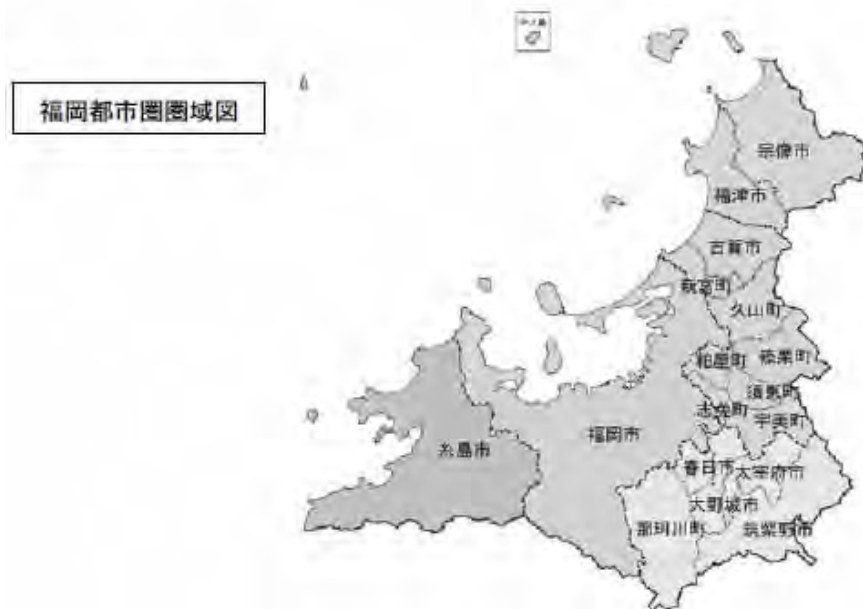 沖ノ島
福岡都市圏圏域図
宗像市
福津市
古賀市
新宮町
久山町
粕屋町
篠栗町
須恵町
志免町
宇美町
福岡市
糸島市
春日市
太宰府市
大野城市
那珂川町
筑紫野市